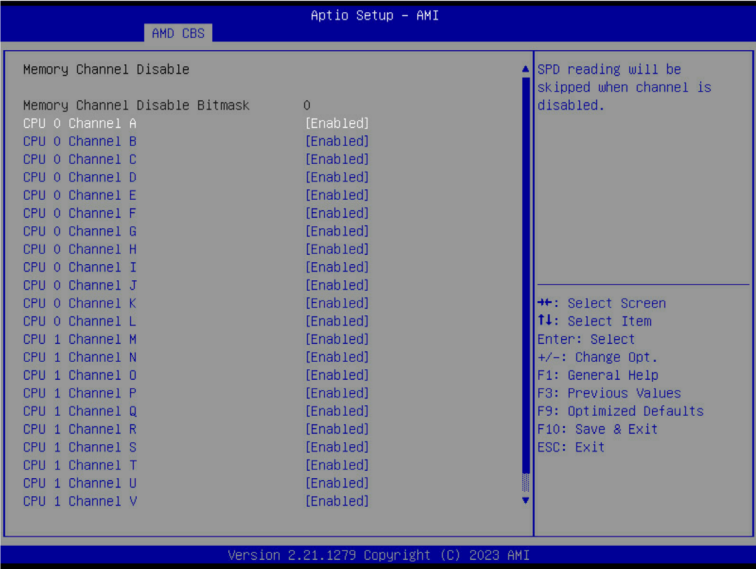 Aptio Setup – AMI
AMD CBS
Memory Channel Disable
Memory Channel Disable Bitmask 0
CPU 0 Channel A [Enabled]
CPU 0 Channel B [Enabled]
CPU 0 Channel C [Enabled]
CPU 0 Channel D [Enabled]
CPU 0 Channel E [Enabled]
CPU 0 Channel F [Enabled]
CPU 0 Channel G [Enabled]
CPU 0 Channel H [Enabled]
CPU 0 Channel I [Enabled]
CPU 0 Channel J [Enabled]
CPU 0 Channel K [Enabled]
CPU 0 Channel L [Enabled]
CPU 1 Channel M [Enabled]
CPU 1 Channel N [Enabled]
CPU 1 Channel O [Enabled]
CPU 1 Channel P [Enabled]
CPU 1 Channel Q [Enabled]
CPU 1 Channel R [Enabled]
CPU 1 Channel S [Enabled]
CPU 1 Channel T [Enabled]
CPU 1 Channel U [Enabled]
CPU 1 Channel V [Enabled]
SPD reading will be
skipped when channel is
disabled.
→←: Select Screen
↑↓: Select Item
Enter: Select
+/-: Change Opt.
F1: General Help
F3: Previous Values
F9: Optimized Defaults
F10: Save & Exit
ESC: Exit
Version 2.21.1279 Copyright (C) 2023 AMI